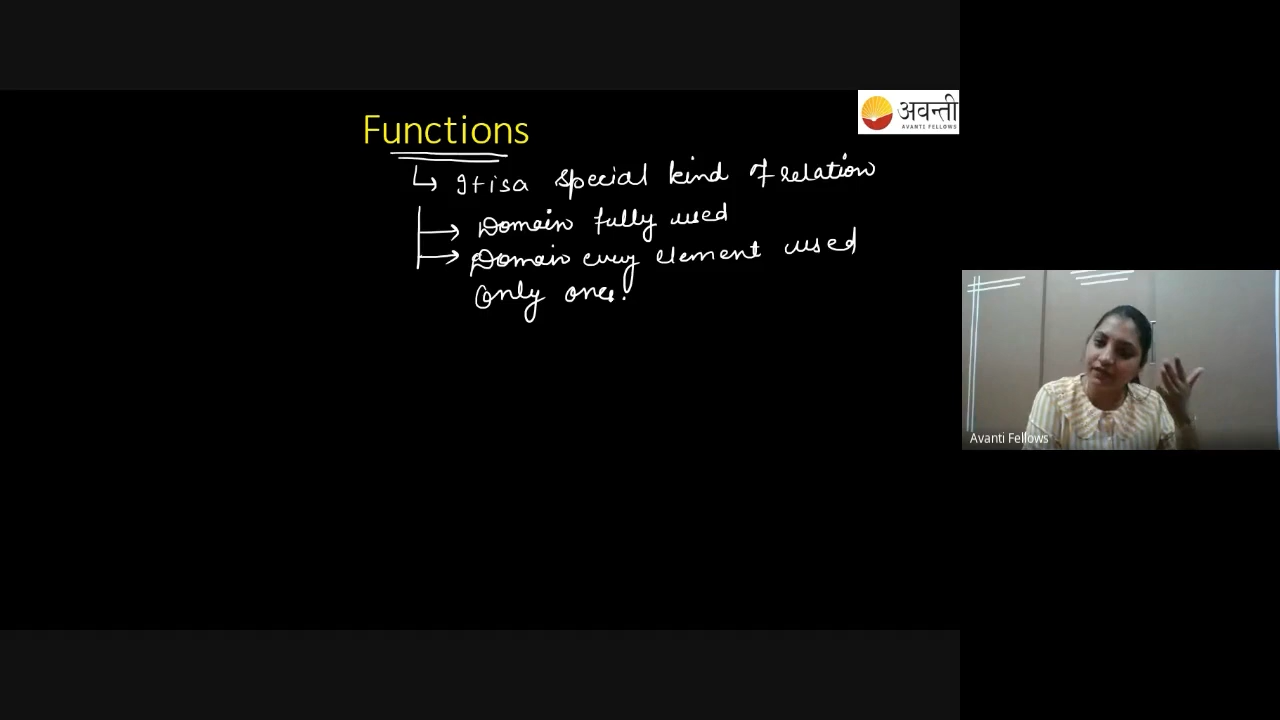 Functions
अवन्ती
AVANTI FELLOWS
It is a special kind of relation
Domain fully used
Domain every element used
only once.
Avanti Fellows